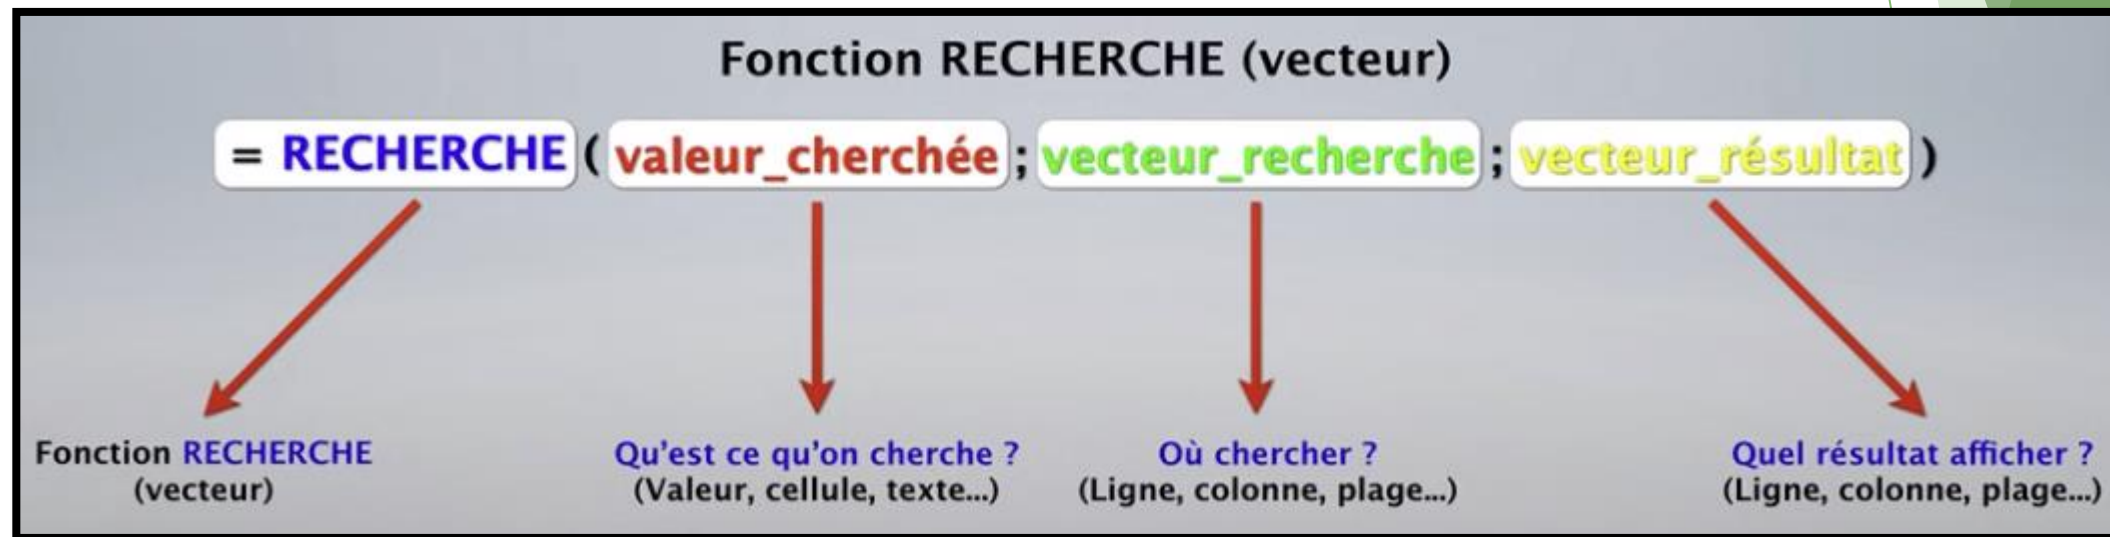 Fonction RECHERCHE (vecteur)
= RECHERCHE ( valeur_cherchée ; vecteur_recherche ; vecteur_résultat )
Fonction RECHERCHE
(vecteur)
Qu'est ce qu'on cherche ?
(Valeur, cellule, texte...)
Où chercher ?
(Ligne, colonne, plage...)
Quel résultat afficher ?
(Ligne, colonne, plage...)